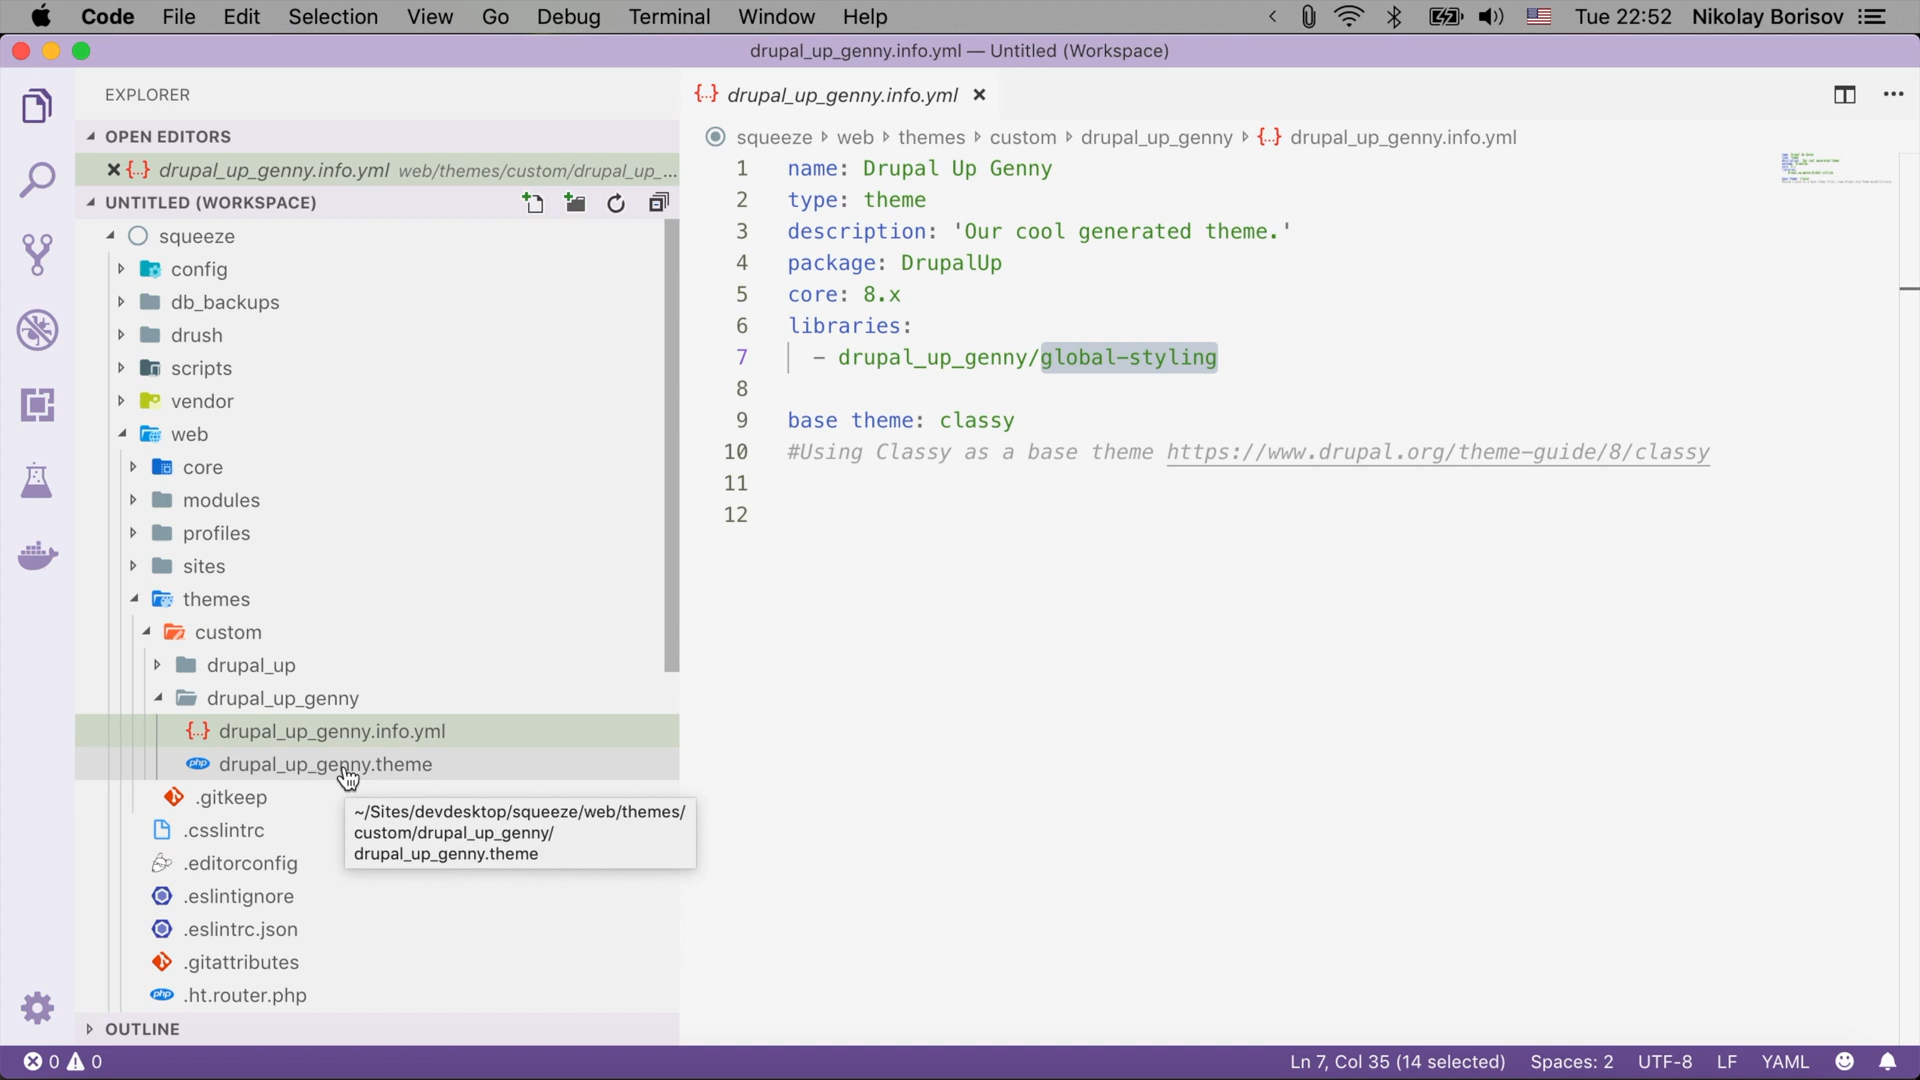 Code File Edit Selection View Go Debug Terminal Window Help Tue 22:52 Nikolay Borisov
drupal_up_genny.info.yml — Untitled (Workspace)
EXPLORER
OPEN EDITORS
drupal_up_genny.info.yml web/themes/custom/drupal_up_...
UNTITLED (WORKSPACE)
squeeze
config
db_backups
drush
scripts
vendor
web
core
modules
profiles
sites
themes
custom
drupal_up
drupal_up_genny
{...} drupal_up_genny.info.yml
php drupal_up_genny.theme
.gitkeep
.csslintrc
.editorconfig
.eslintignore
.eslintrc.json
.gitattributes
php .ht.router.php
OUTLINE
~/Sites/devdesktop/squeeze/web/themes/
custom/drupal_up_genny/
drupal_up_genny.theme
{...} drupal_up_genny.info.yml
squeeze web themes custom drupal_up_genny {...} drupal_up_genny.info.yml
1 name: Drupal Up Genny
2 type: theme
3 description: 'Our cool generated theme.'
4 package: DrupalUp
5 core: 8.x
6 libraries:
7 - drupal_up_genny/global-styling
8
9 base theme: classy
10 #Using Classy as a base theme https://www.drupal.org/theme-guide/8/classy
11
12
0 0 Ln 7, Col 35 (14 selected) Spaces: 2 UTF-8 LF YAML